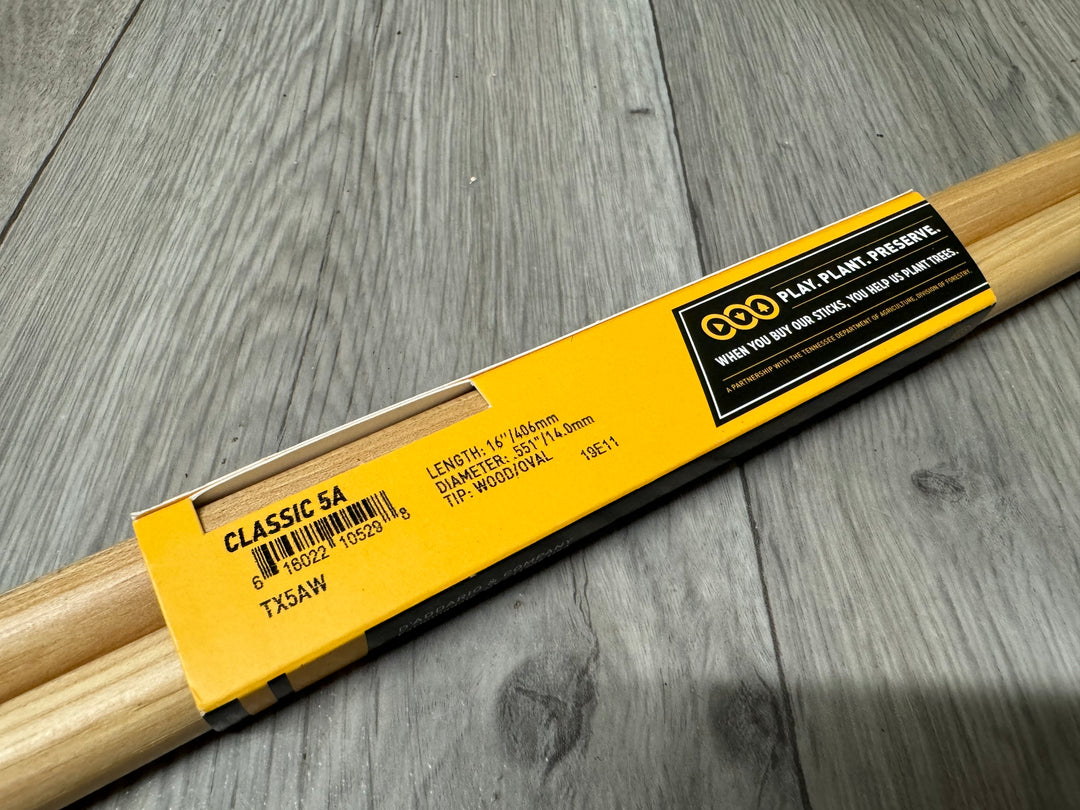 CLASSIC 5A
6 16022 10529 8
TX5AW
LENGTH: 16"/406mm
DIAMETER: .551"/14.0mm
TIP: WOOD/OVAL
19E11
PLAY. PLANT. PRESERVE.
WHEN YOU BUY OUR STICKS, YOU HELP US PLANT TREES.
A PARTNERSHIP WITH THE TENNESSEE DEPARTMENT OF AGRICULTURE, DIVISION OF FORESTRY.
D'ADDARIO & COMPANY